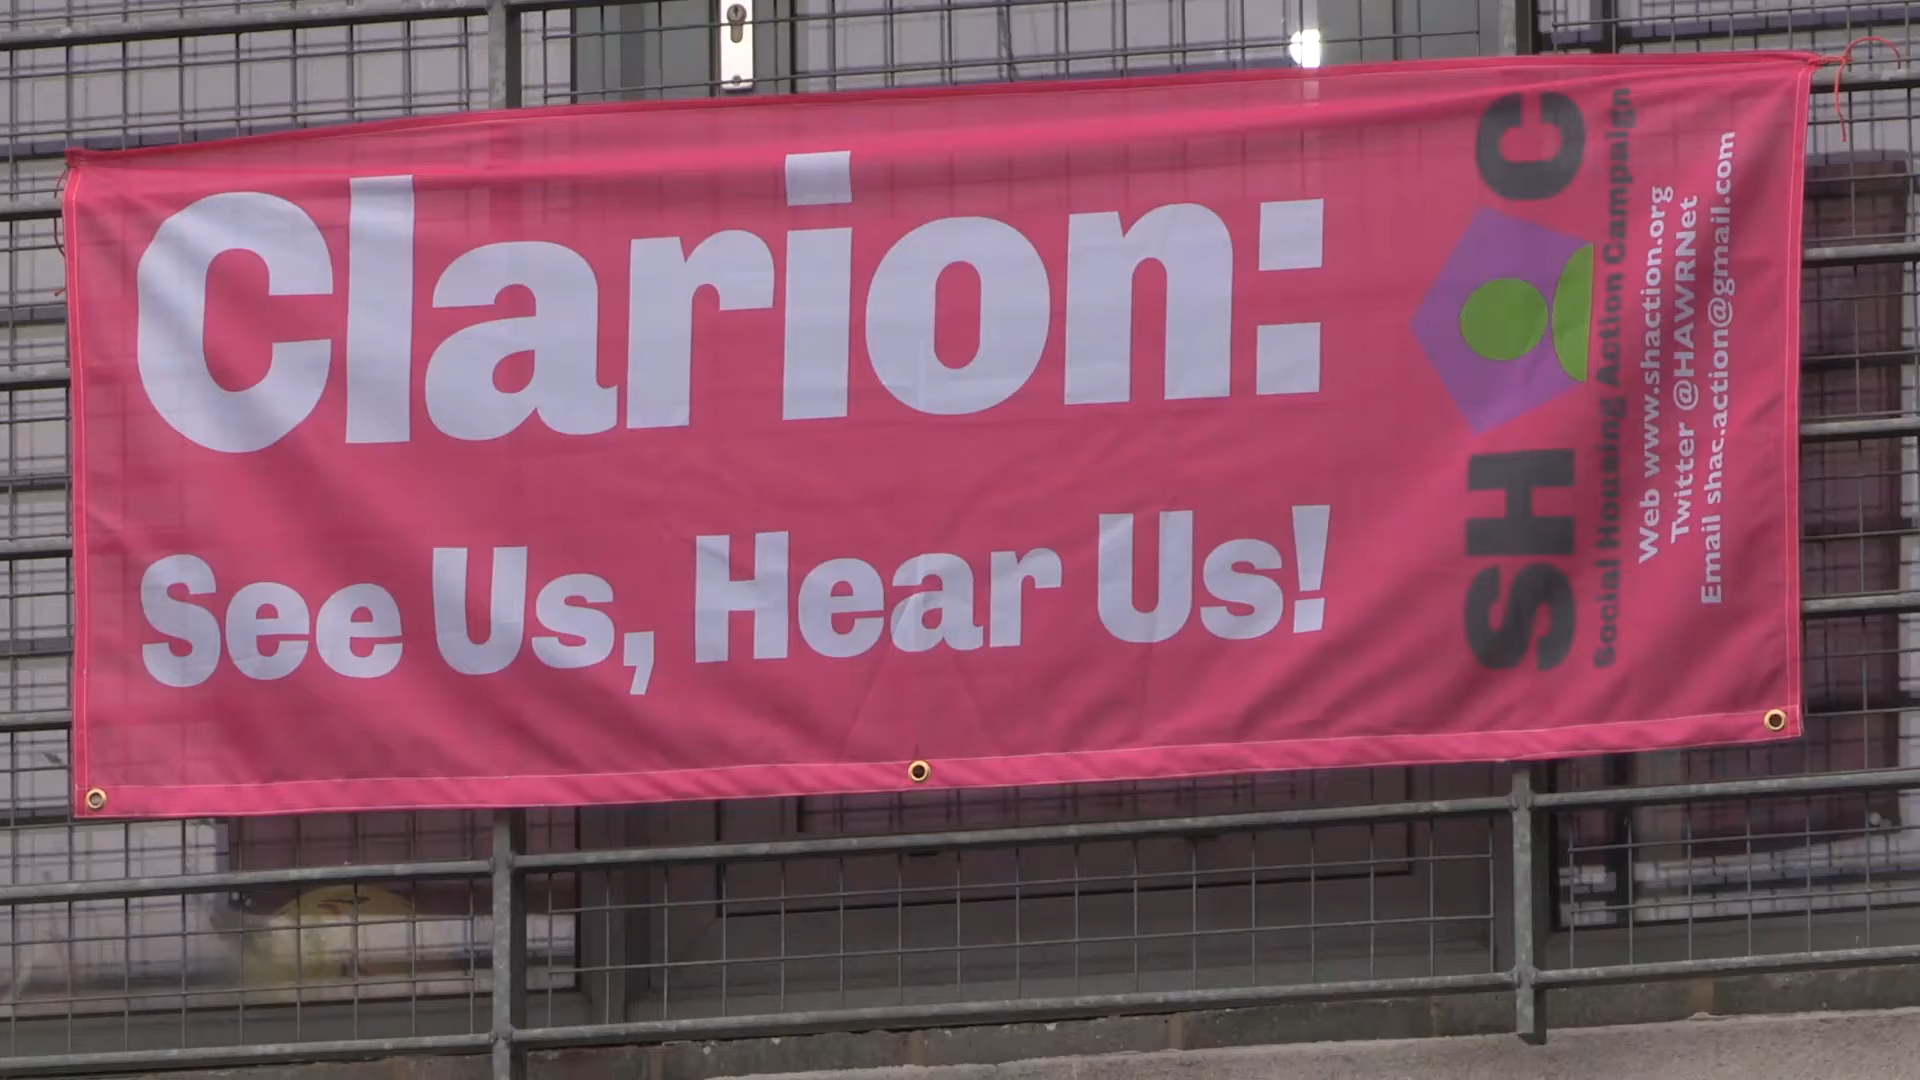 Clarion:
See Us, Hear Us!
SH C
Social Housing Action Campaign
Web www.shaction.org
Twitter @HAWRNet
Email shac.action@gmail.com